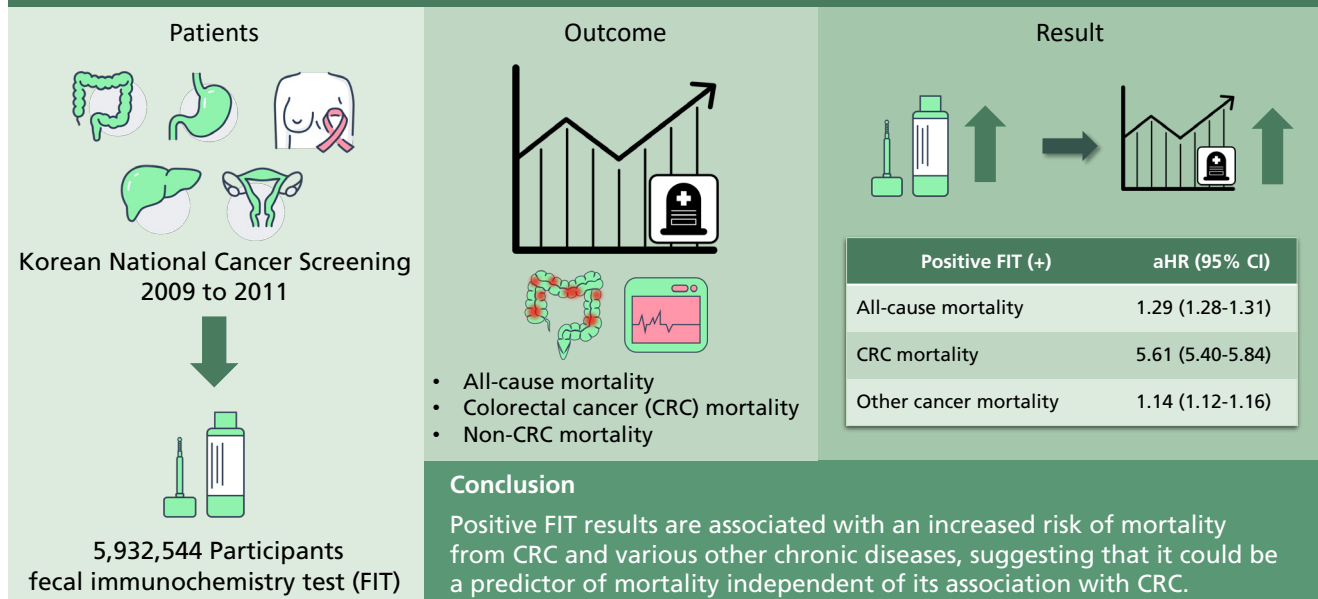 Patients
Korean National Cancer Screening
2009 to 2011
5,932,544 Participants
fecal immunochemistry test (FIT)
Outcome
• All-cause mortality
• Colorectal cancer (CRC) mortality
• Non-CRC mortality
Result
Positive FIT (+) aHR (95% CI)
All-cause mortality 1.29 (1.28-1.31)
CRC mortality 5.61 (5.40-5.84)
Other cancer mortality 1.14 (1.12-1.16)
Conclusion
Positive FIT results are associated with an increased risk of mortality
from CRC and various other chronic diseases, suggesting that it could be
a predictor of mortality independent of its association with CRC.